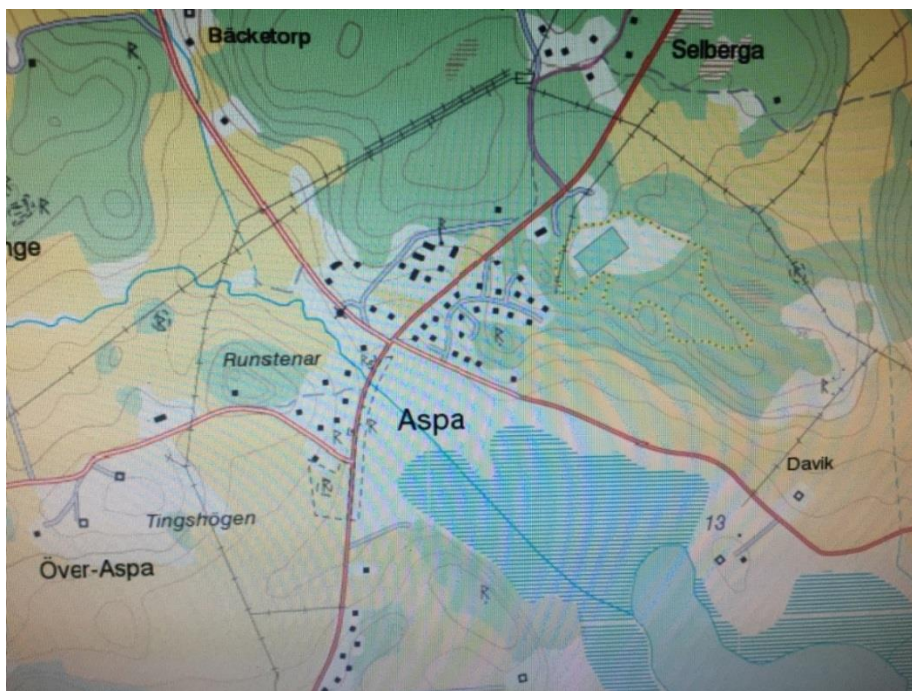 Bäcketorp
Selberga
nge
Runstenar
Aspa
Davik
Tingshögen
13
Över-Aspa